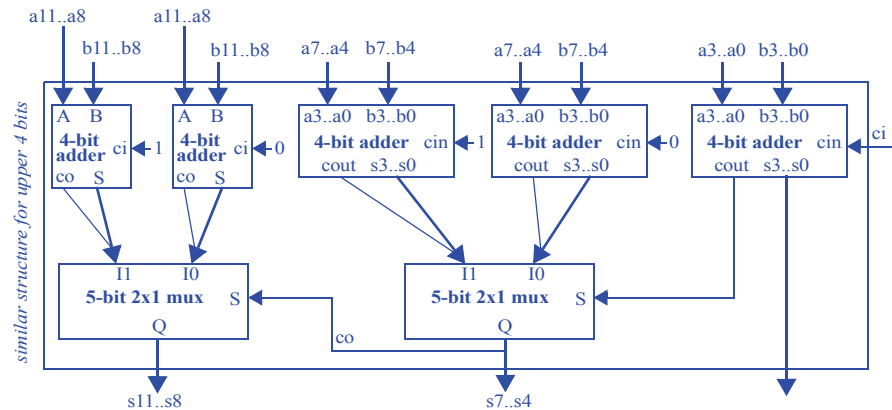 a11..a8 a11..a8
b11..b8 b11..b8 a7..a4 b7..b4 a7..a4 b7..b4 a3..a0 b3..b0
similar structure for upper 4 bits
A B
4-bit
adder
ci
1
co S
A B
4-bit
adder
ci
0
co S
a3..a0 b3..b0
4-bit adder
cin
1
cout s3..s0
a3..a0 b3..b0
4-bit adder
cin
0
cout s3..s0
a3..a0 b3..b0
4-bit adder
cin
ci
cout s3..s0
I1 I0
5-bit 2x1 mux
S
Q
co
I1 I0
5-bit 2x1 mux
S
Q
s11..s8
s7..s4